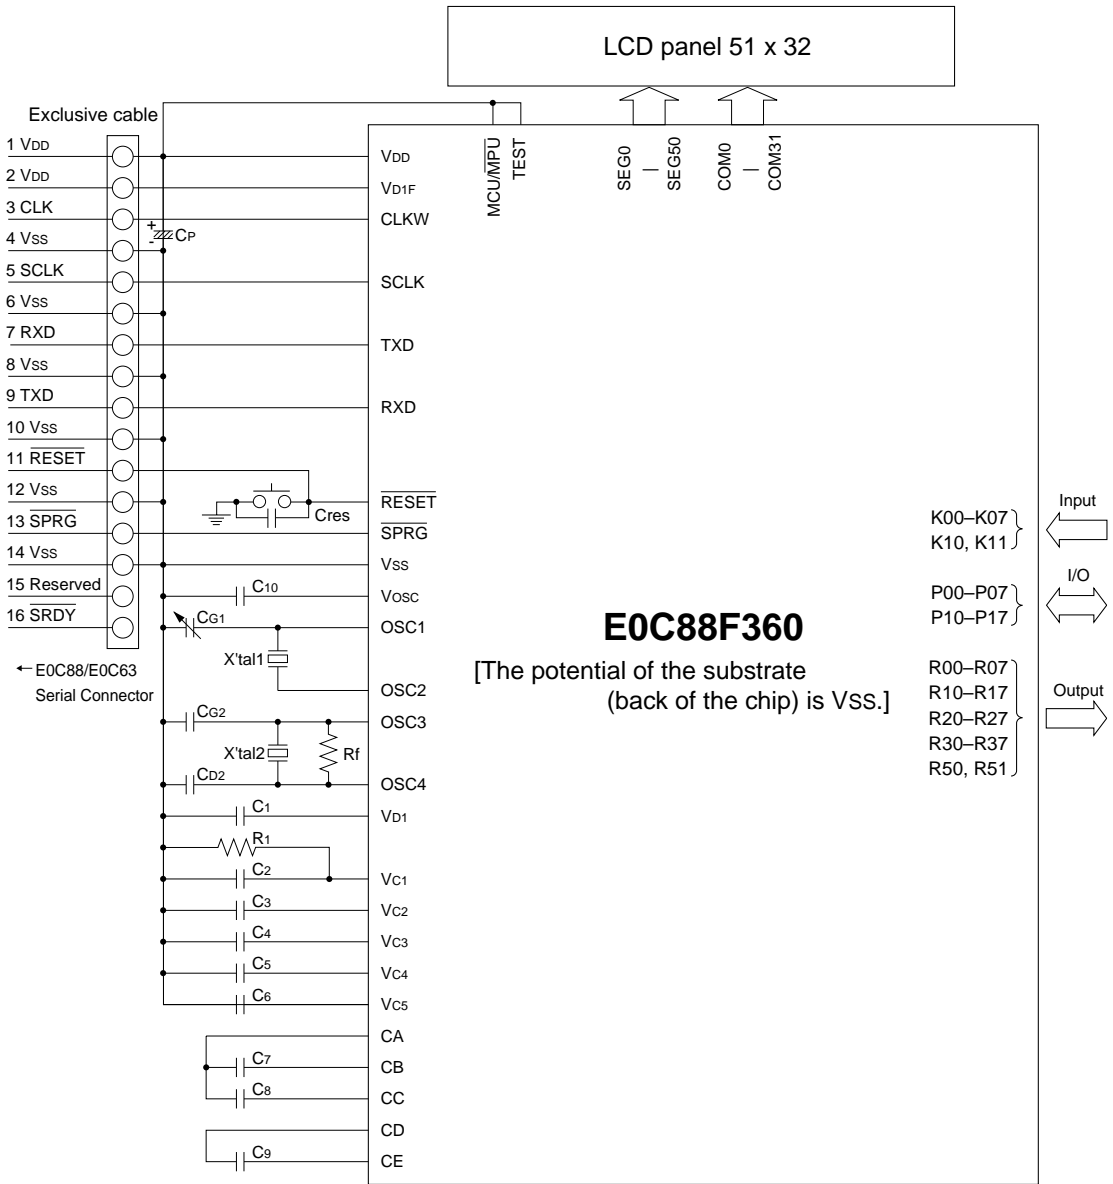 LCD panel 51 x 32
Exclusive cable
1 VDD
2 VDD
3 CLK
4 VSS
5 SCLK
6 VSS
7 RXD
8 VSS
9 TXD
10 VSS
11 RESET
12 VSS
13 SPRG
14 VSS
15 Reserved
16 SRDY
← E0C88/E0C63
Serial Connector
+
-
CP
Cres
C10
CG1
X'tal1
CG2
X'tal2
Rf
CD2
C1
R1
C2
C3
C4
C5
C6
C7
C8
C9
VDD
VD1F
CLKW
SCLK
TXD
RXD
RESET
SPRG
VSS
VOSC
OSC1
OSC2
OSC3
OSC4
VD1
VC1
VC2
VC3
VC4
VC5
CA
CB
CC
CD
CE
MCU/MPU
TEST
SEG0
|
SEG50
COM0
|
COM31
E0C88F360
[The potential of the substrate
(back of the chip) is VSS.]
K00–K07
K10, K11
Input
P00–P07
P10–P17
I/O
R00–R07
R10–R17
R20–R27
R30–R37
R50, R51
Output